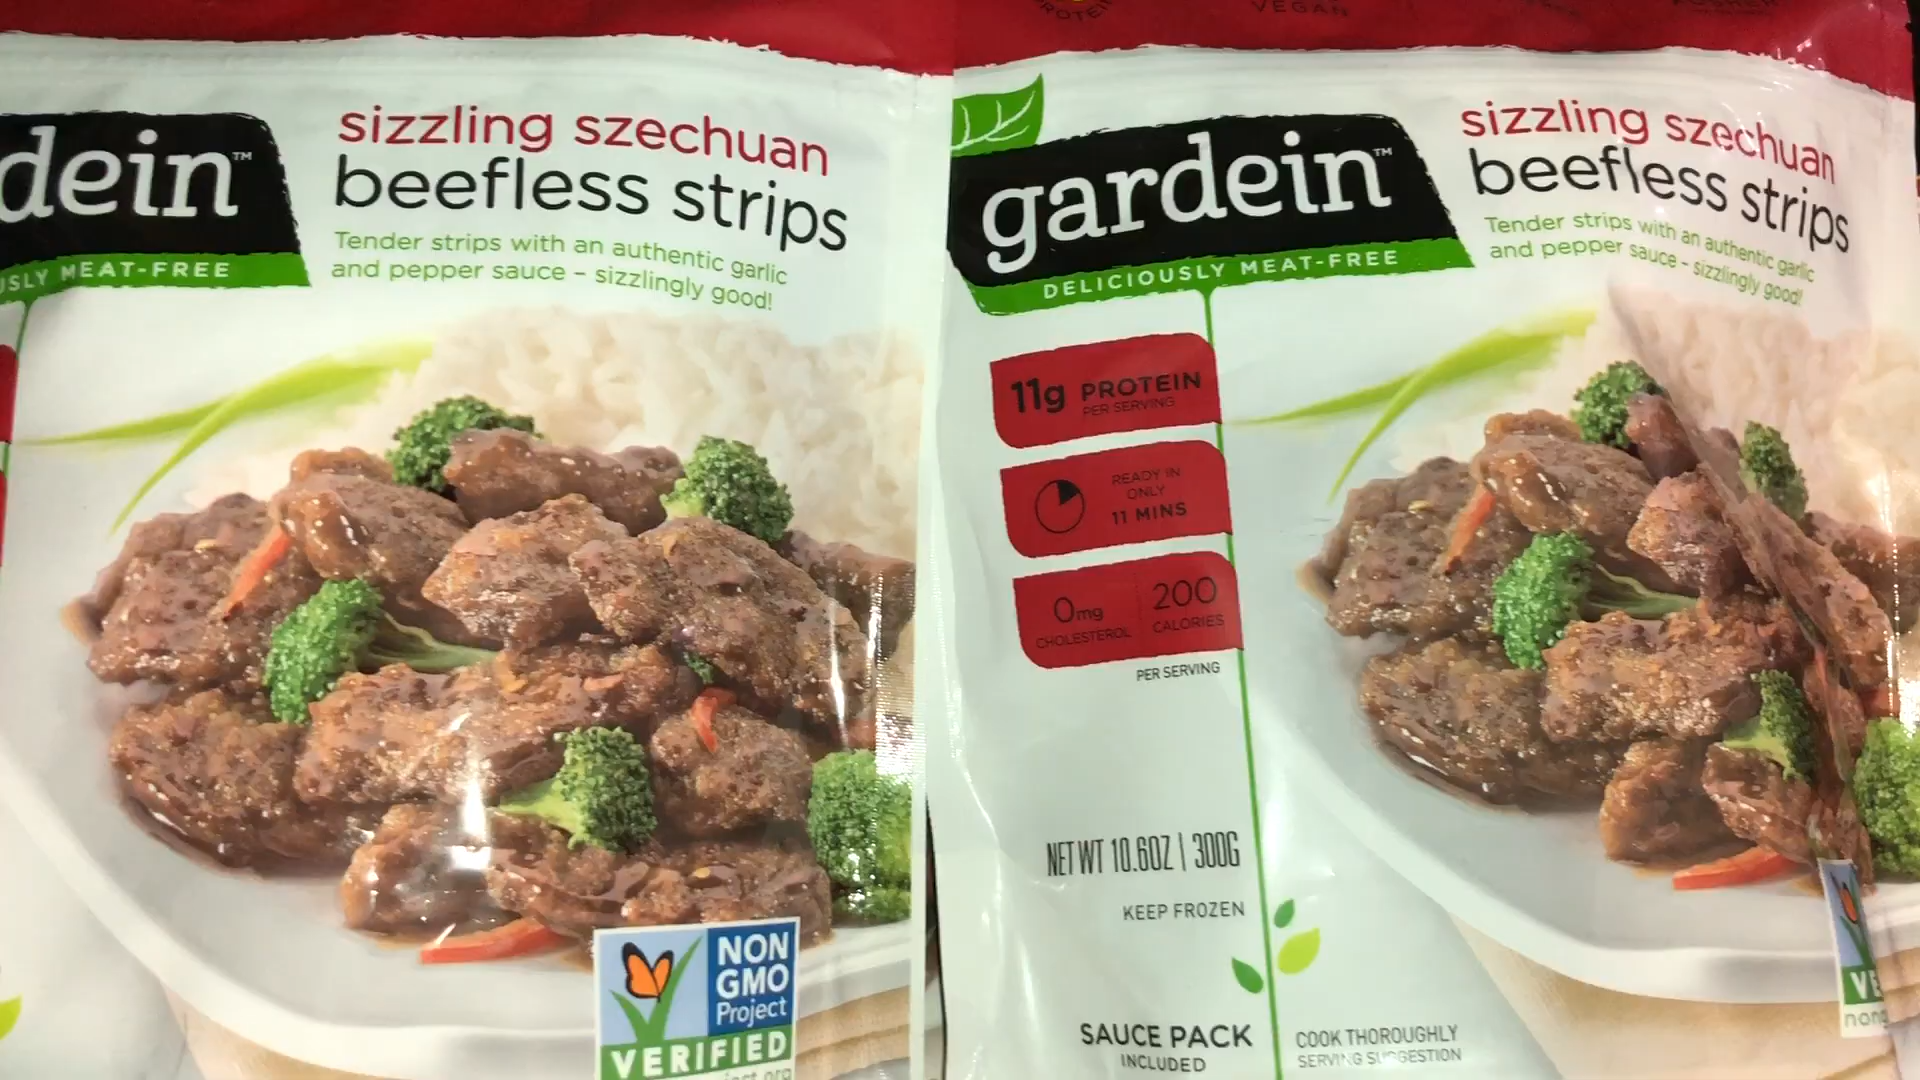 dein™
USLY MEAT-FREE
sizzling szechuan
beefless strips
Tender strips with an authentic garlic
and pepper sauce – sizzlingly good!
NON
GMO
Project
VERIFIED
VEGAN
gardein™
DELICIOUSLY MEAT-FREE
sizzling szechuan
beefless strips
Tender strips with an authentic garlic
and pepper sauce – sizzlingly good!
11g PROTEIN
PER SERVING
READY IN
ONLY
11 MINS
0mg
CHOLESTEROL
200
CALORIES
PER SERVING
NET WT 10.6OZ | 300G
KEEP FROZEN
SAUCE PACK
INCLUDED
COOK THOROUGHLY
SERVING SUGGESTION
VE